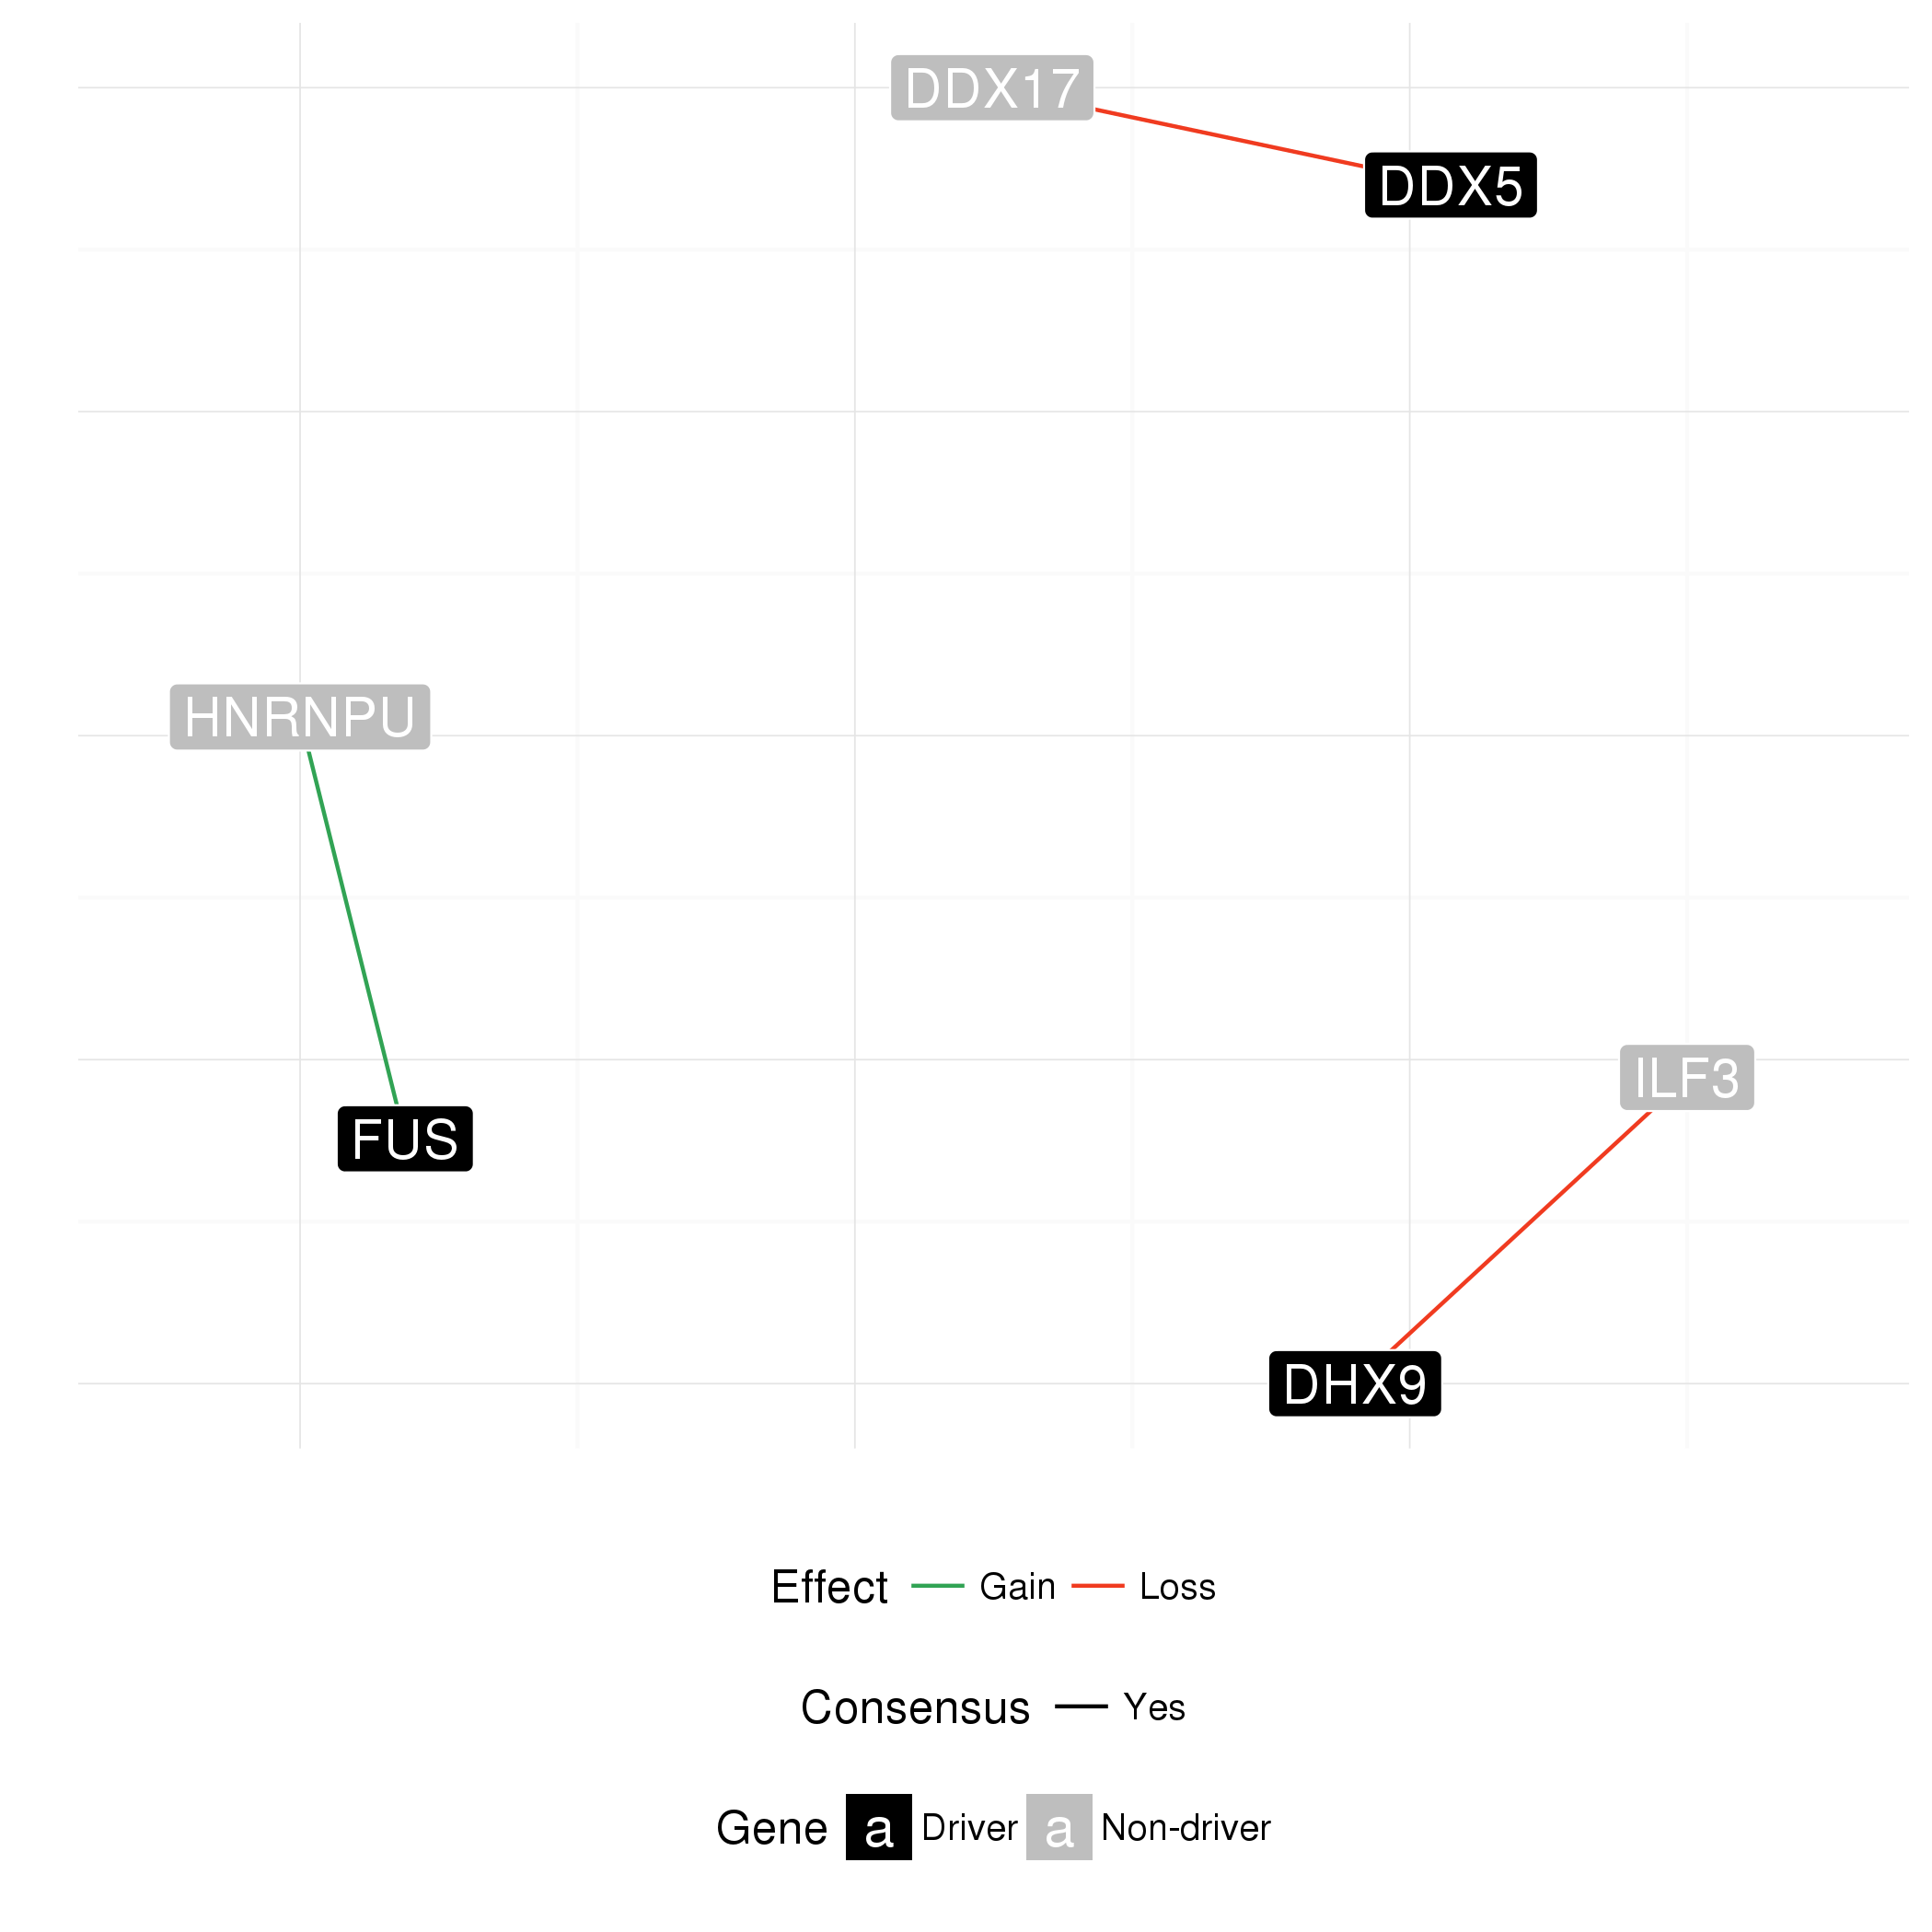 DDX17
DDX5
HNRNPU
ILF3
FUS
DHX9
Effect Gain Loss
Consensus Yes
Gene a Driver a Non-driver